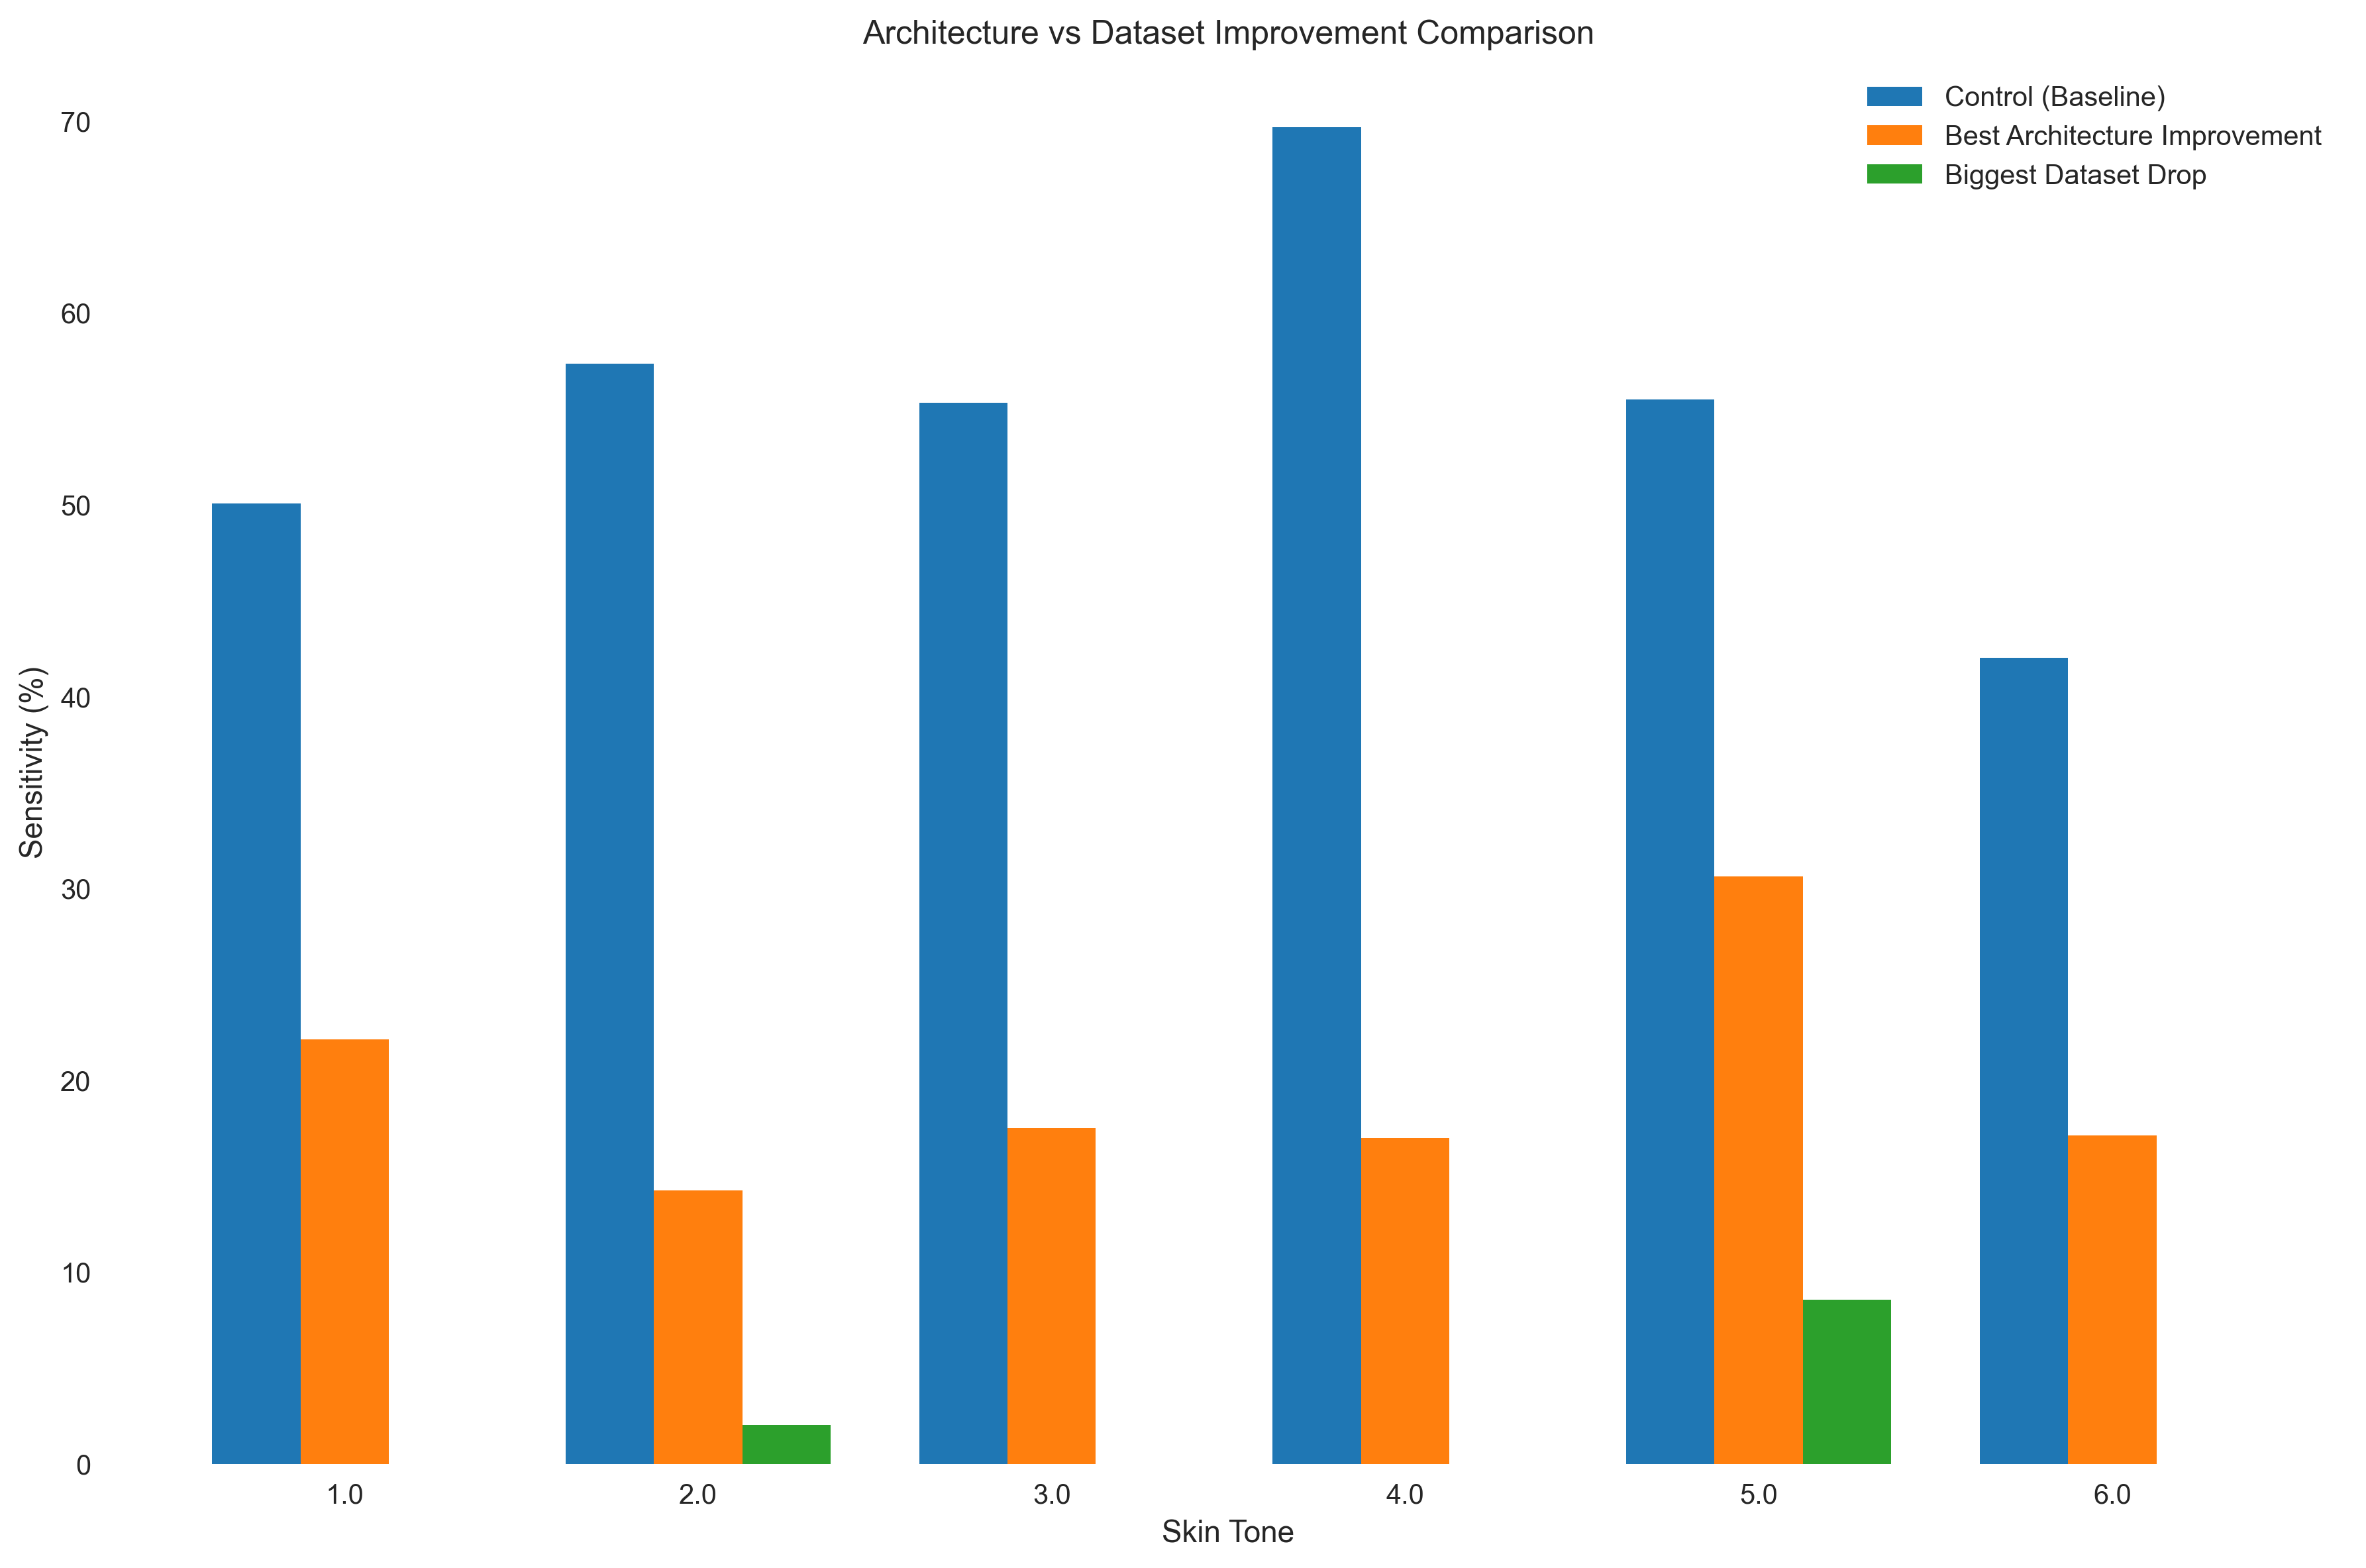 Architecture vs Dataset Improvement Comparison
Control (Baseline)
Best Architecture Improvement
Biggest Dataset Drop
Sensitivity (%)
70
60
50
40
30
20
10
0
1.0 2.0 3.0 4.0 5.0 6.0
Skin Tone